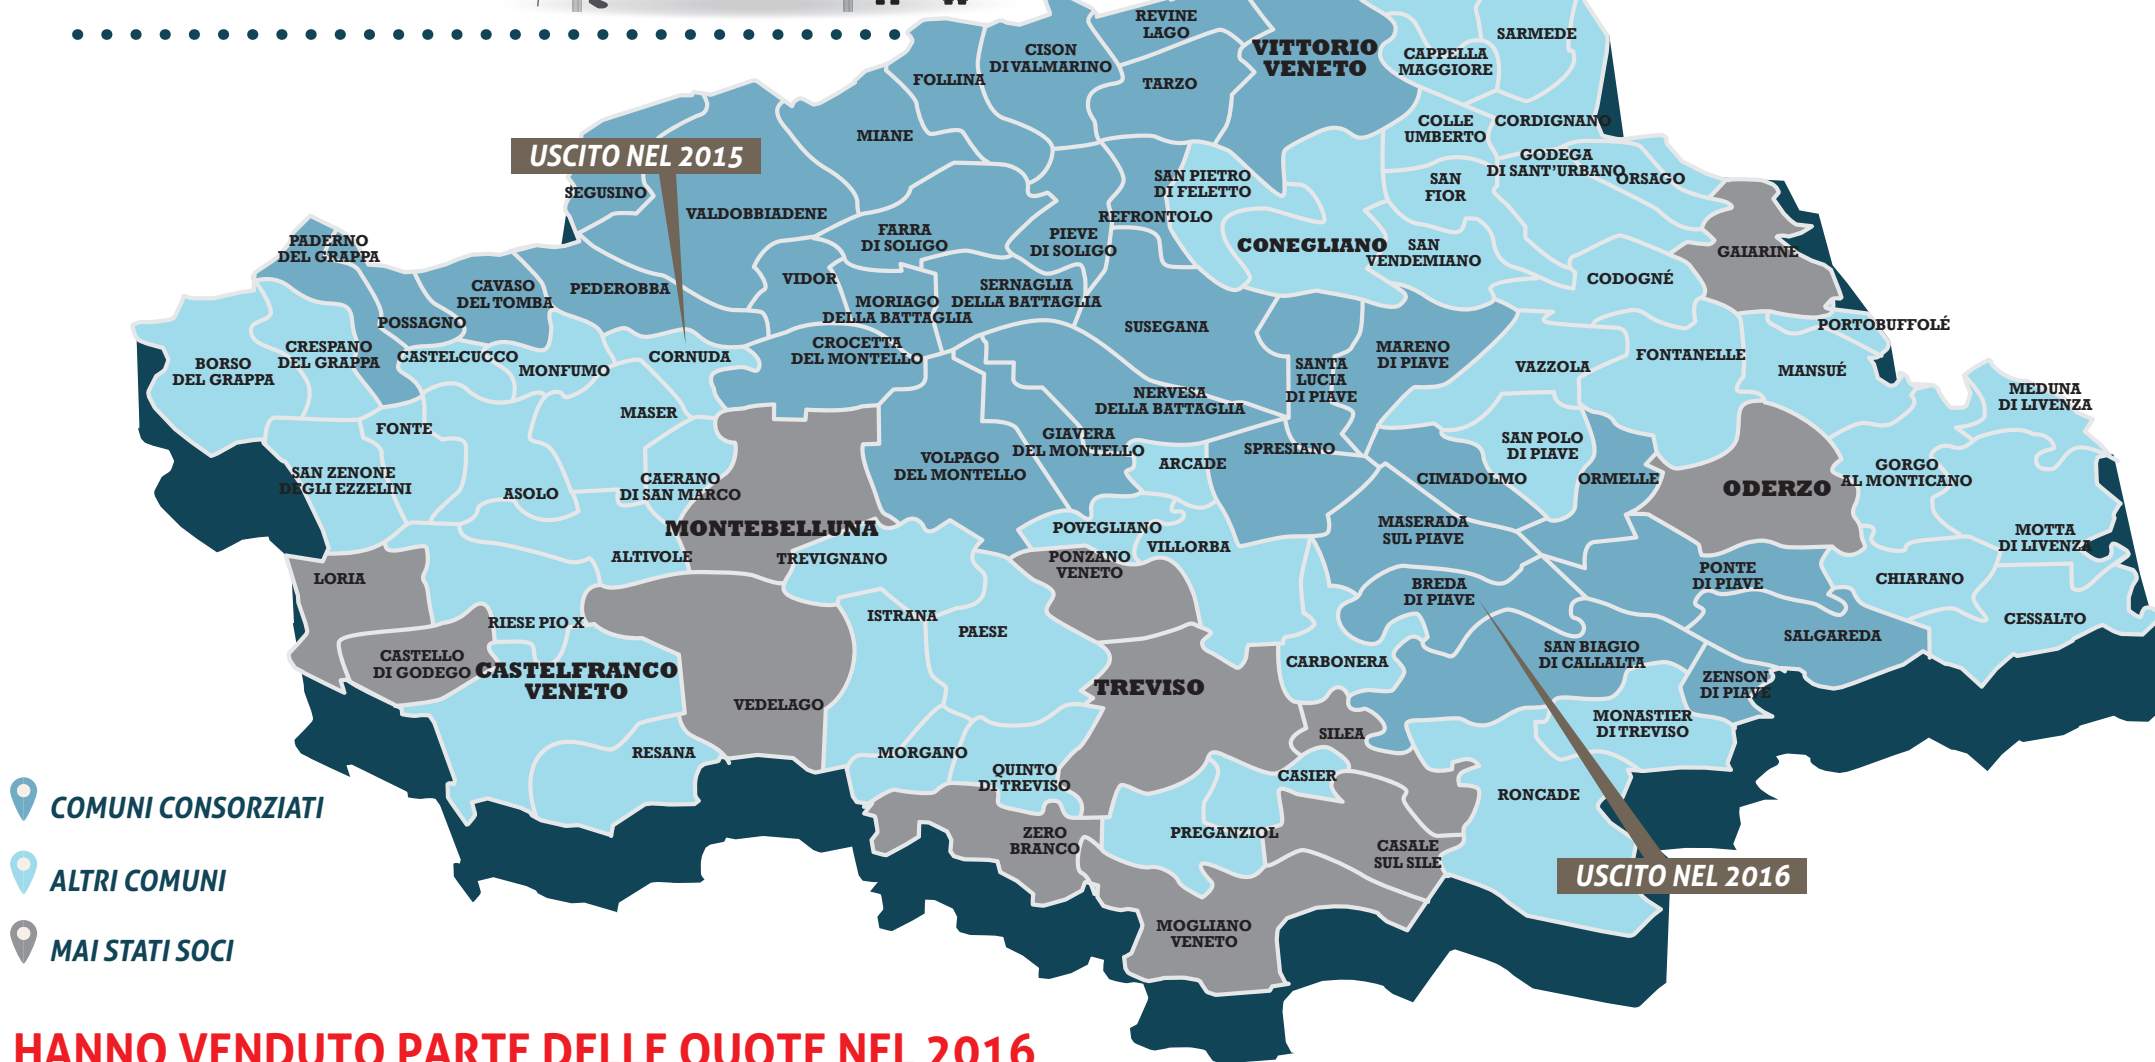 REVINE
LAGO
VITTORIO
VENETO
SARMEDE
CAPPELLA
MAGGIORE
CISON
DI VALMARINO
FOLLINA
TARZO
MIANE
COLLE
UMBERTO
CORDIGNANO
USCITO NEL 2015
GODEGA
DI SANT'URBANO
ORSAGO
SAN PIETRO
DI FELETTO
SAN
FIOR
SEGUSINO
VALDOBBIADENE
REFRONTOLO
FARRA
DI SOLIGO
PIEVE
DI SOLIGO
CONEGLIANO
SAN
VENDEMIANO
GAIARINE
PADERNO
DEL GRAPPA
CAVASO
DEL TOMBA
PEDEROBBA
VIDOR
MORIAGO
DELLA BATTAGLIA
SERNAGLIA
DELLA BATTAGLIA
CODOGNÉ
POSSAGNO
SUSEGANA
PORTOBUFFOLÉ
BORSO
DEL GRAPPA
CRESPANO
DEL GRAPPA
CASTELCUCCO
MONFUMO
CORNUDA
CROCETTA
DEL MONTELLO
SANTA
LUCIA
DI PIAVE
MARENO
DI PIAVE
VAZZOLA
FONTANELLE
MANSUÉ
MEDUNA
DI LIVENZA
FONTE
MASER
NERVESA
DELLA BATTAGLIA
GIAVERA
DEL MONTELLO
SPRESIANO
SAN POLO
DI PIAVE
SAN ZENONE
DEGLI EZZELINI
ASOLO
CAERANO
DI SAN MARCO
VOLPAGO
DEL MONTELLO
ARCADE
CIMADOLMO
ORMELLE
ODERZO
GORGO
AL MONTICANO
MONTEBELLUNA
POVEGLIANO
VILLORBA
MASERADA
SUL PIAVE
MOTTA
DI LIVENZA
LORIA
ALTIVOLE
TREVIGNANO
PONZANO
VENETO
BREDA
DI PIAVE
PONTE
DI PIAVE
CHIARANO
RIESE PIO X
ISTRANA
PAESE
CESSALTO
CASTELLO
DI GODEGO
CASTELFRANCO
VENETO
TREVISO
CARBONERA
SAN BIAGIO
DI CALLALTA
SALGAREDA
ZENSON
DI PIAVE
VEDELAGO
SILEA
MONASTIER
DI TREVISO
RESANA
MORGANO
QUINTO
DI TREVISO
CASIER
RONCADE
COMUNI CONSORZIATI
ZERO
BRANCO
PREGANZIOL
CASALE
SUL SILE
ALTRI COMUNI
USCITO NEL 2016
MAI STATI SOCI
MOGLIANO
VENETO
HANNO VENDUTO PARTE DELLE QUOTE NEL 2016